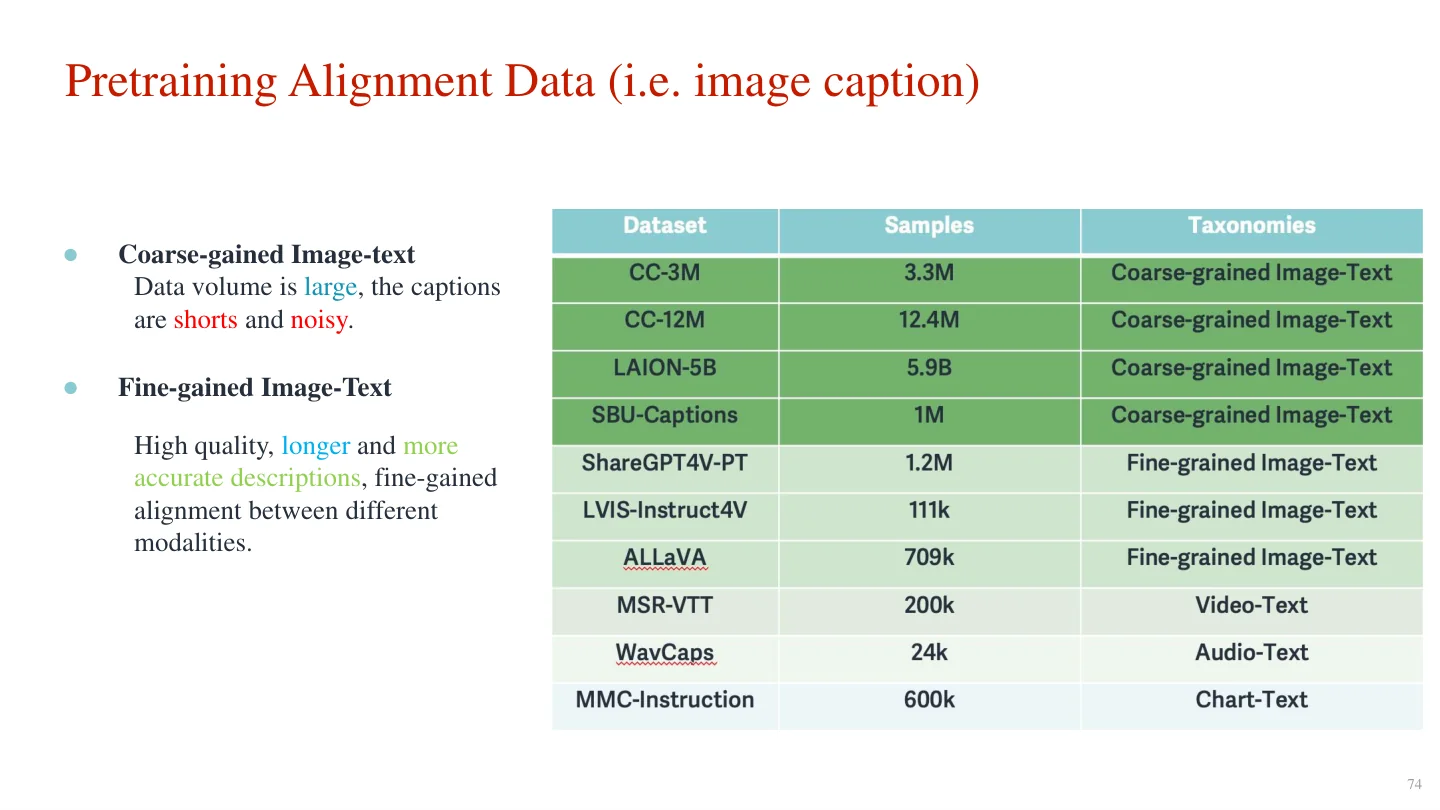 Pretraining Alignment Data (i.e. image caption)
Coarse-gained Image-text
Data volume is large, the captions
are shorts and noisy.
Fine-gained Image-Text
High quality, longer and more
accurate descriptions, fine-gained
alignment between different
modalities.
Dataset Samples Taxonomies
CC-3M 3.3M Coarse-grained Image-Text
CC-12M 12.4M Coarse-grained Image-Text
LAION-5B 5.9B Coarse-grained Image-Text
SBU-Captions 1M Coarse-grained Image-Text
ShareGPT4V-PT 1.2M Fine-grained Image-Text
LVIS-Instruct4V 111k Fine-grained Image-Text
ALLaVA 709k Fine-grained Image-Text
MSR-VTT 200k Video-Text
WavCaps 24k Audio-Text
MMC-Instruction 600k Chart-Text
74